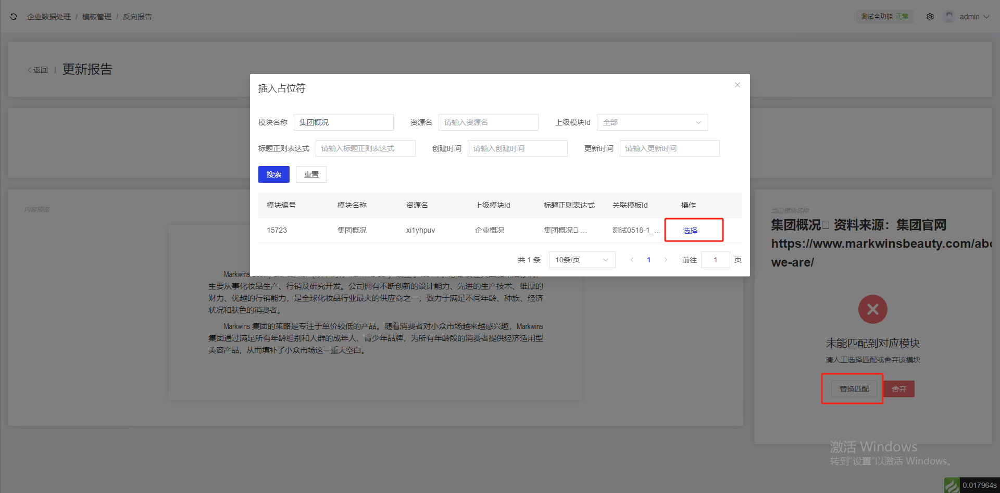 企业数据处理 / 模板管理 / 反向报告
测试全功能 正常
admin
返回 | 更新报告
插入占位符
模块名称 集团概况 资源名 请输入资源名 上级模块Id 全部
标题正则表达式 请输入标题正则表达式 创建时间 请输入创建时间 更新时间 请输入更新时间
搜索 重置
模块编号 模块名称 资源名 上级模块Id 标题正则表达式 关联模板Id 操作
15723 集团概况 xi1yhpuv 企业概况 集团概况 … 测试0518-1_… 选择
共 1 条 10条/页 1 前往 1 页
内容预览
Markwins
主要从事化妆品生产、行销及研究开发。公司拥有不断创新的设计能力、先进的生产技术、雄厚的
财力、优越的行销能力，是全球化妆品行业最大的供应商之一，致力于满足不同年龄、种族、经济
状况和肤色的消费者。
Markwins 集团的策略是专注于单价较低的产品。随着消费者对小众市场越来越感兴趣，Markwins
集团通过满足所有年龄组别和人群的成年人、青少年品牌，为所有年龄段的消费者提供经济适用型
美容产品，从而填补了小众市场这一重大空白。
当前模块名称
集团概况 资料来源：集团官网
https://www.markwinsbeauty.com/abo
we-are/
未能匹配到对应模块
请人工选择匹配或舍弃该模块
替换匹配 舍弃
激活 Windows
转到“设置”以激活 Windows。
0.017964s